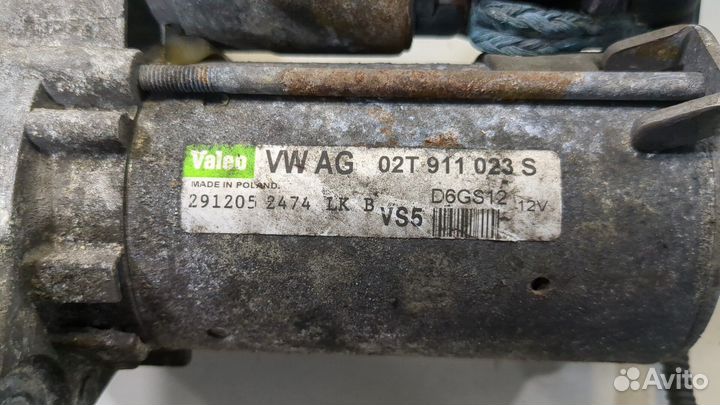 Valeo VW AG 02T 911 023 S
MADE IN POLAND. D6GS12 12V
291205 2474 LK B VS5
Avito